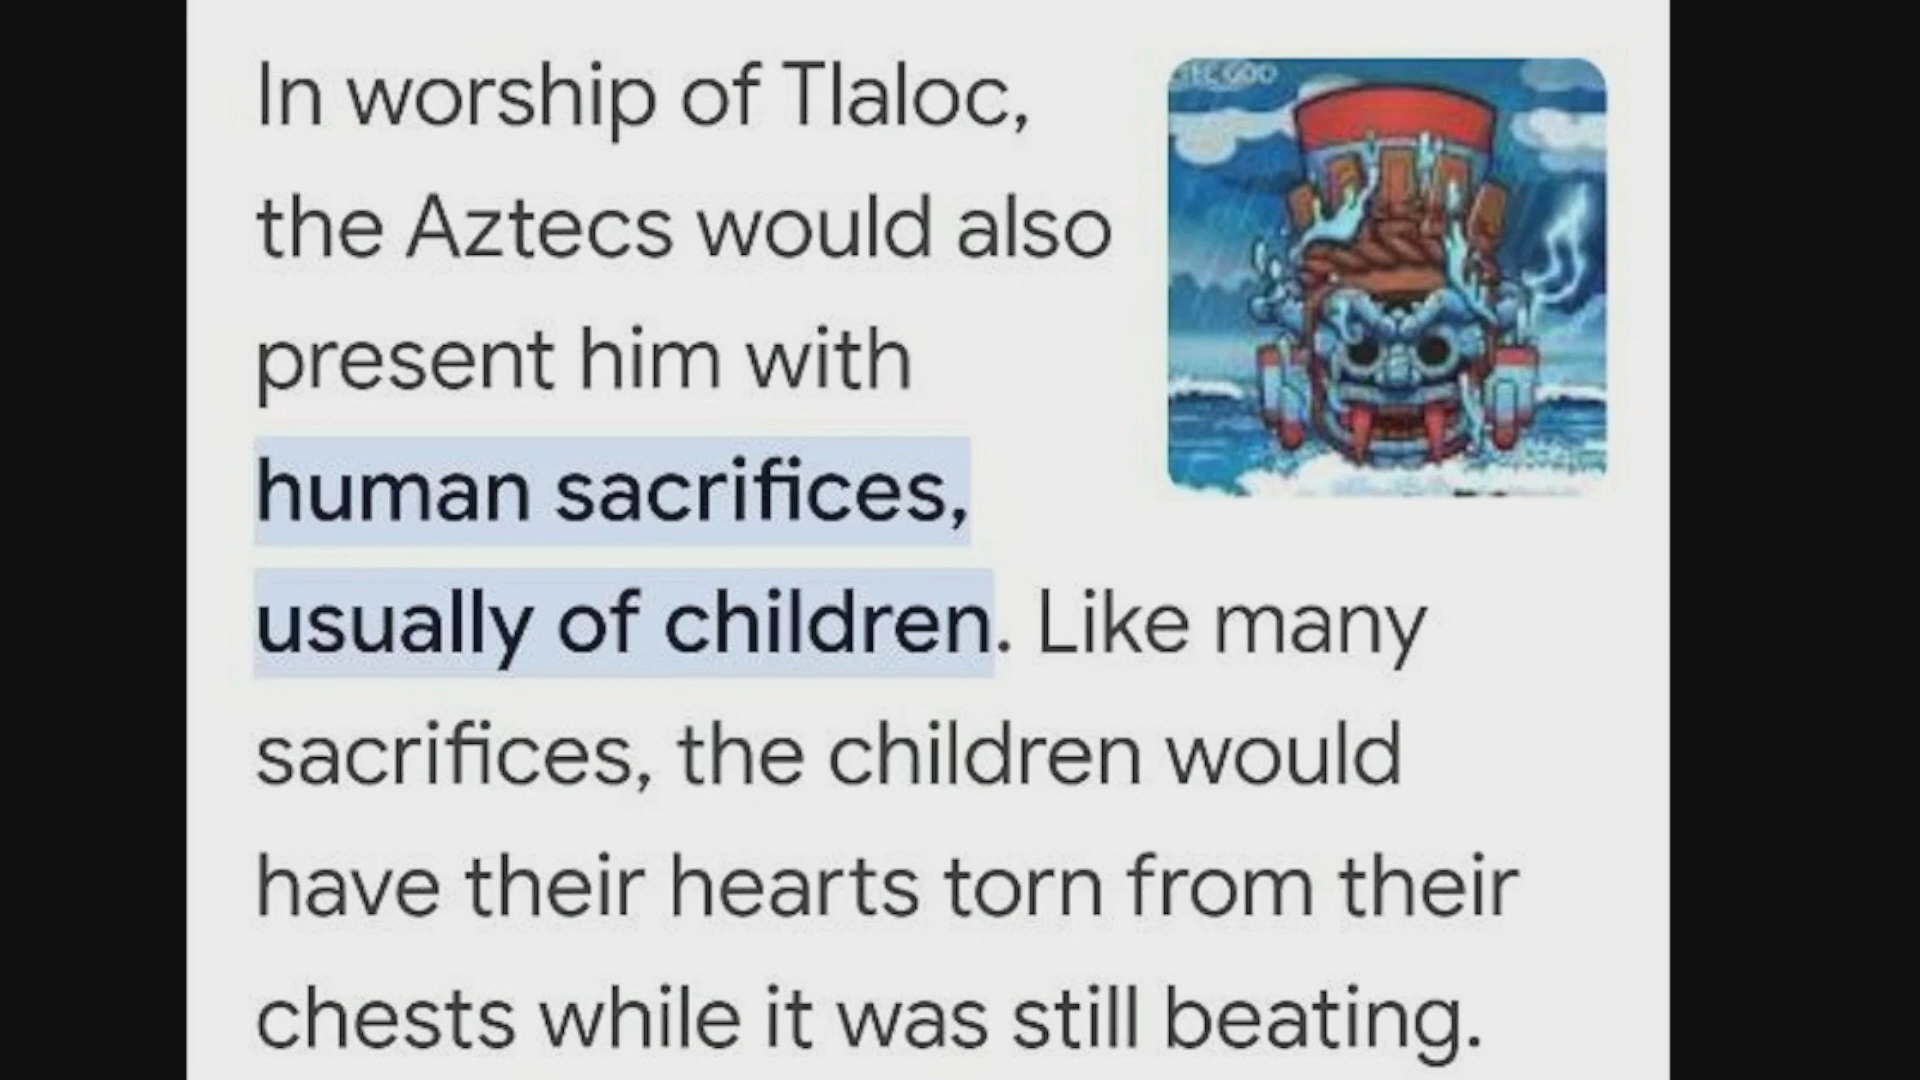 In worship of Tlaloc,
the Aztecs would also
present him with
human sacrifices,
usually of children. Like many
sacrifices, the children would
have their hearts torn from their
chests while it was still beating.